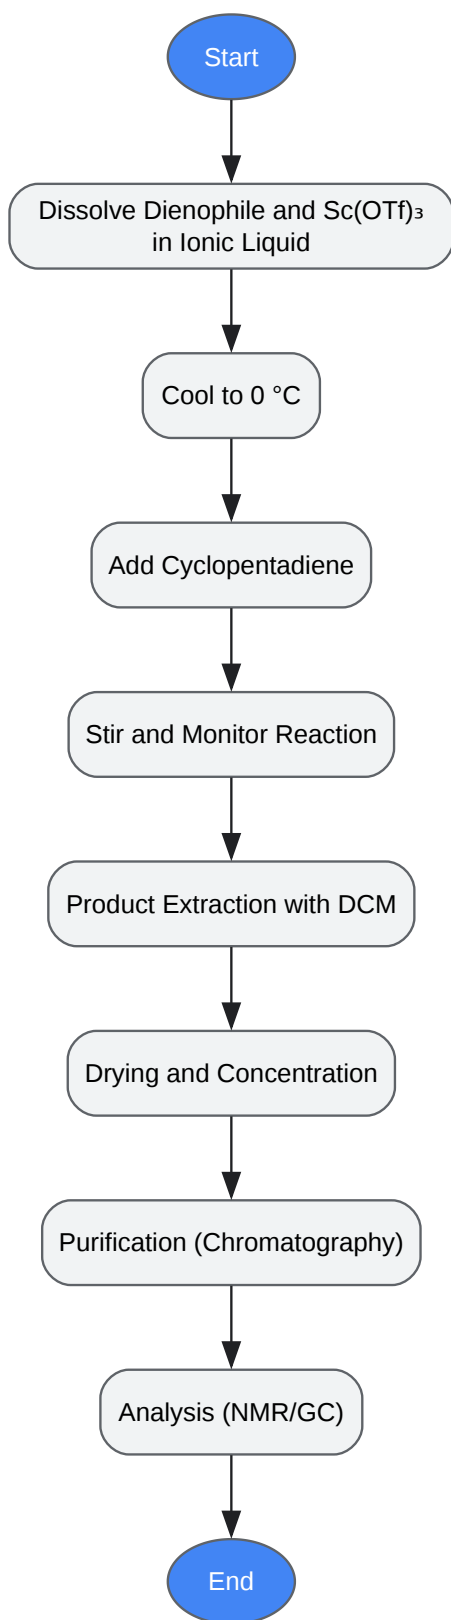 Start
Dissolve Dienophile and Sc(OTf)₃
in Ionic Liquid
Cool to 0 °C
Add Cyclopentadiene
Stir and Monitor Reaction
Product Extraction with DCM
Drying and Concentration
Purification (Chromatography)
Analysis (NMR/GC)
End